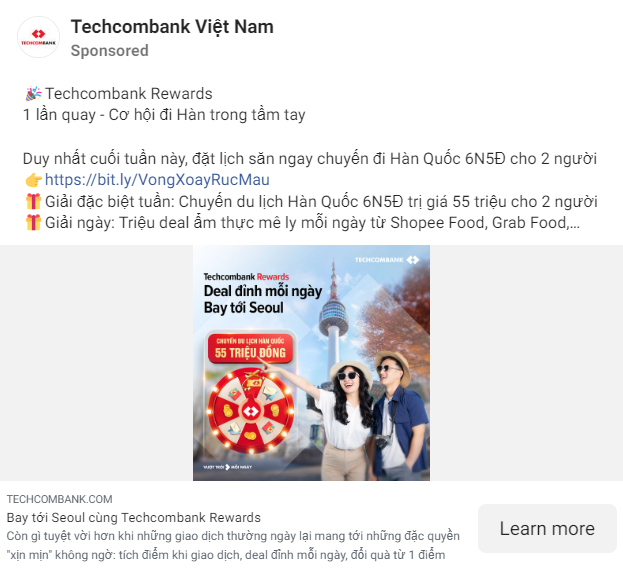 TECHCOMBANK
Techcombank Việt Nam
Sponsored
🎉Techcombank Rewards
1 lần quay - Cơ hội đi Hàn trong tầm tay
Duy nhất cuối tuần này, đặt lịch săn ngay chuyến đi Hàn Quốc 6N5Đ cho 2 người
👉https://bit.ly/VongXoayRucMau
🎁Giải đặc biệt tuần: Chuyến du lịch Hàn Quốc 6N5Đ trị giá 55 triệu cho 2 người
🎁Giải ngày: Triệu deal ẩm thực mê ly mỗi ngày từ Shopee Food, Grab Food,…
TECHCOMBANK
Techcombank Rewards
Deal đỉnh mỗi ngày
Bay tới Seoul
CHUYẾN DU LỊCH HÀN QUỐC
55 TRIỆU ĐỒNG
VƯỢT TRỘI MỖI NGÀY
TECHCOMBANK.COM
Bay tới Seoul cùng Techcombank Rewards
Còn gì tuyệt vời hơn khi những giao dịch thường ngày lại mang tới những đặc quyền
"xịn mịn" không ngờ: tích điểm khi giao dịch, deal đỉnh mỗi ngày, đổi quà từ 1 điểm
Learn more